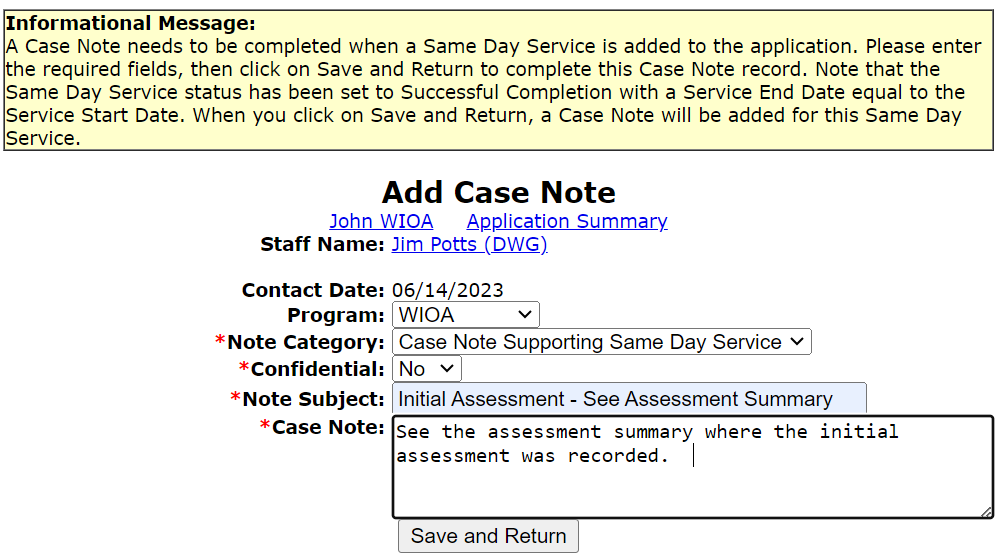 Informational Message:
A Case Note needs to be completed when a Same Day Service is added to the application. Please enter
the required fields, then click on Save and Return to complete this Case Note record. Note that the
Same Day Service status has been set to Successful Completion with a Service End Date equal to the
Service Start Date. When you click on Save and Return, a Case Note will be added for this Same Day
Service.
Add Case Note
John WIOA Application Summary
Staff Name: Jim Potts (DWG)
Contact Date: 06/14/2023
Program: WIOA
*Note Category: Case Note Supporting Same Day Service
*Confidential: No
*Note Subject: Initial Assessment - See Assessment Summary
*Case Note: See the assessment summary where the initial
assessment was recorded.
Save and Return